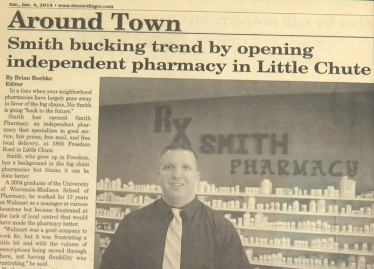 Sat., Jan. 4, 2014 • www.timesvillager.com
Around Town
Smith bucking trend by opening
independent pharmacy in Little Chute
By Brian Roebke
Editor
In a time when your neighborhood
pharmacies have largely gone away
in favor of the big chains, Nic Smith
is going "back to the future."
Smith has opened Smith
Pharmacy, an independent phar-
macy that specializes in good ser-
vice, fair prices, free mail, and free
local delivery, at 1800 Freedom
Road in Little Chute.
Smith, who grew up in Freedom,
has a background in the big chain
pharmacies but thinks it can be
done better.
A 2004 graduate of the University
of Wisconsin-Madison School of
Pharmacy, he worked for 13 years
at Walmart as a manager at various
locations but became frustrated at
the lack of local control that would
have made the pharmacy better.
"Walmart was a good company to
work for, but it was frustrating a
little bit and with the volume of
prescriptions being moved through
here, not having flexibility was
frustrating," he said.
Rx
SMITH
PHARMACY